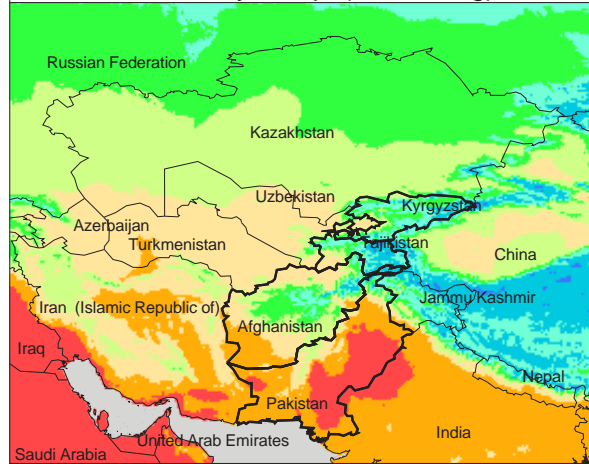 Russian Federation
Kazakhstan
Uzbekistan
Kyrgyzstan
Azerbaijan
Turkmenistan
Tajikistan
China
Iran (Islamic Republic of)
Jammu Kashmir
Afghanistan
Iraq
Nepal
Pakistan
United Arab Emirates
India
Saudi Arabia